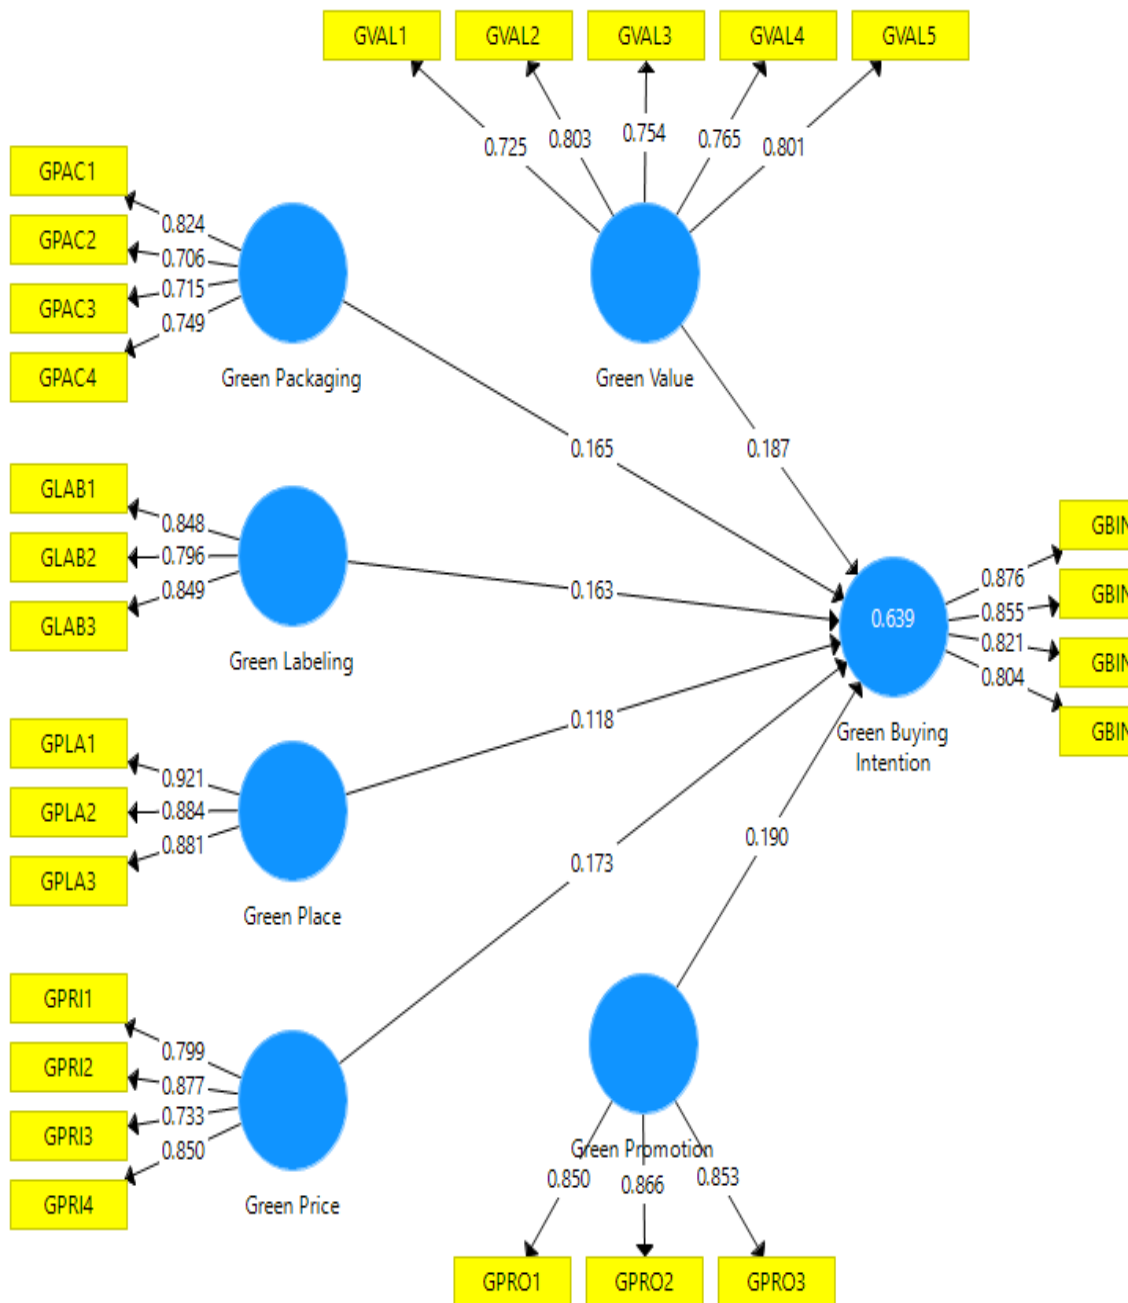 GVAL1 GVAL2 GVAL3 GVAL4 GVAL5
0.725 0.803 0.754 0.765 0.801
Green Value
0.187
GPAC1
GPAC2
GPAC3
GPAC4
0.824
0.706
0.715
0.749
Green Packaging
0.165
GLAB1
GLAB2
GLAB3
0.848
0.796
0.849
Green Labeling
0.163
GPLA1
GPLA2
GPLA3
0.921
0.884
0.881
Green Place
0.118
GPRI1
GPRI2
GPRI3
GPRI4
0.799
0.877
0.733
0.850
Green Price
0.173
0.639
Green Buying
Intention
0.876
0.855
0.821
0.804
GBIN
GBIN
GBIN
GBIN
0.190
Green Promotion
0.850 0.866 0.853
GPRO1 GPRO2 GPRO3